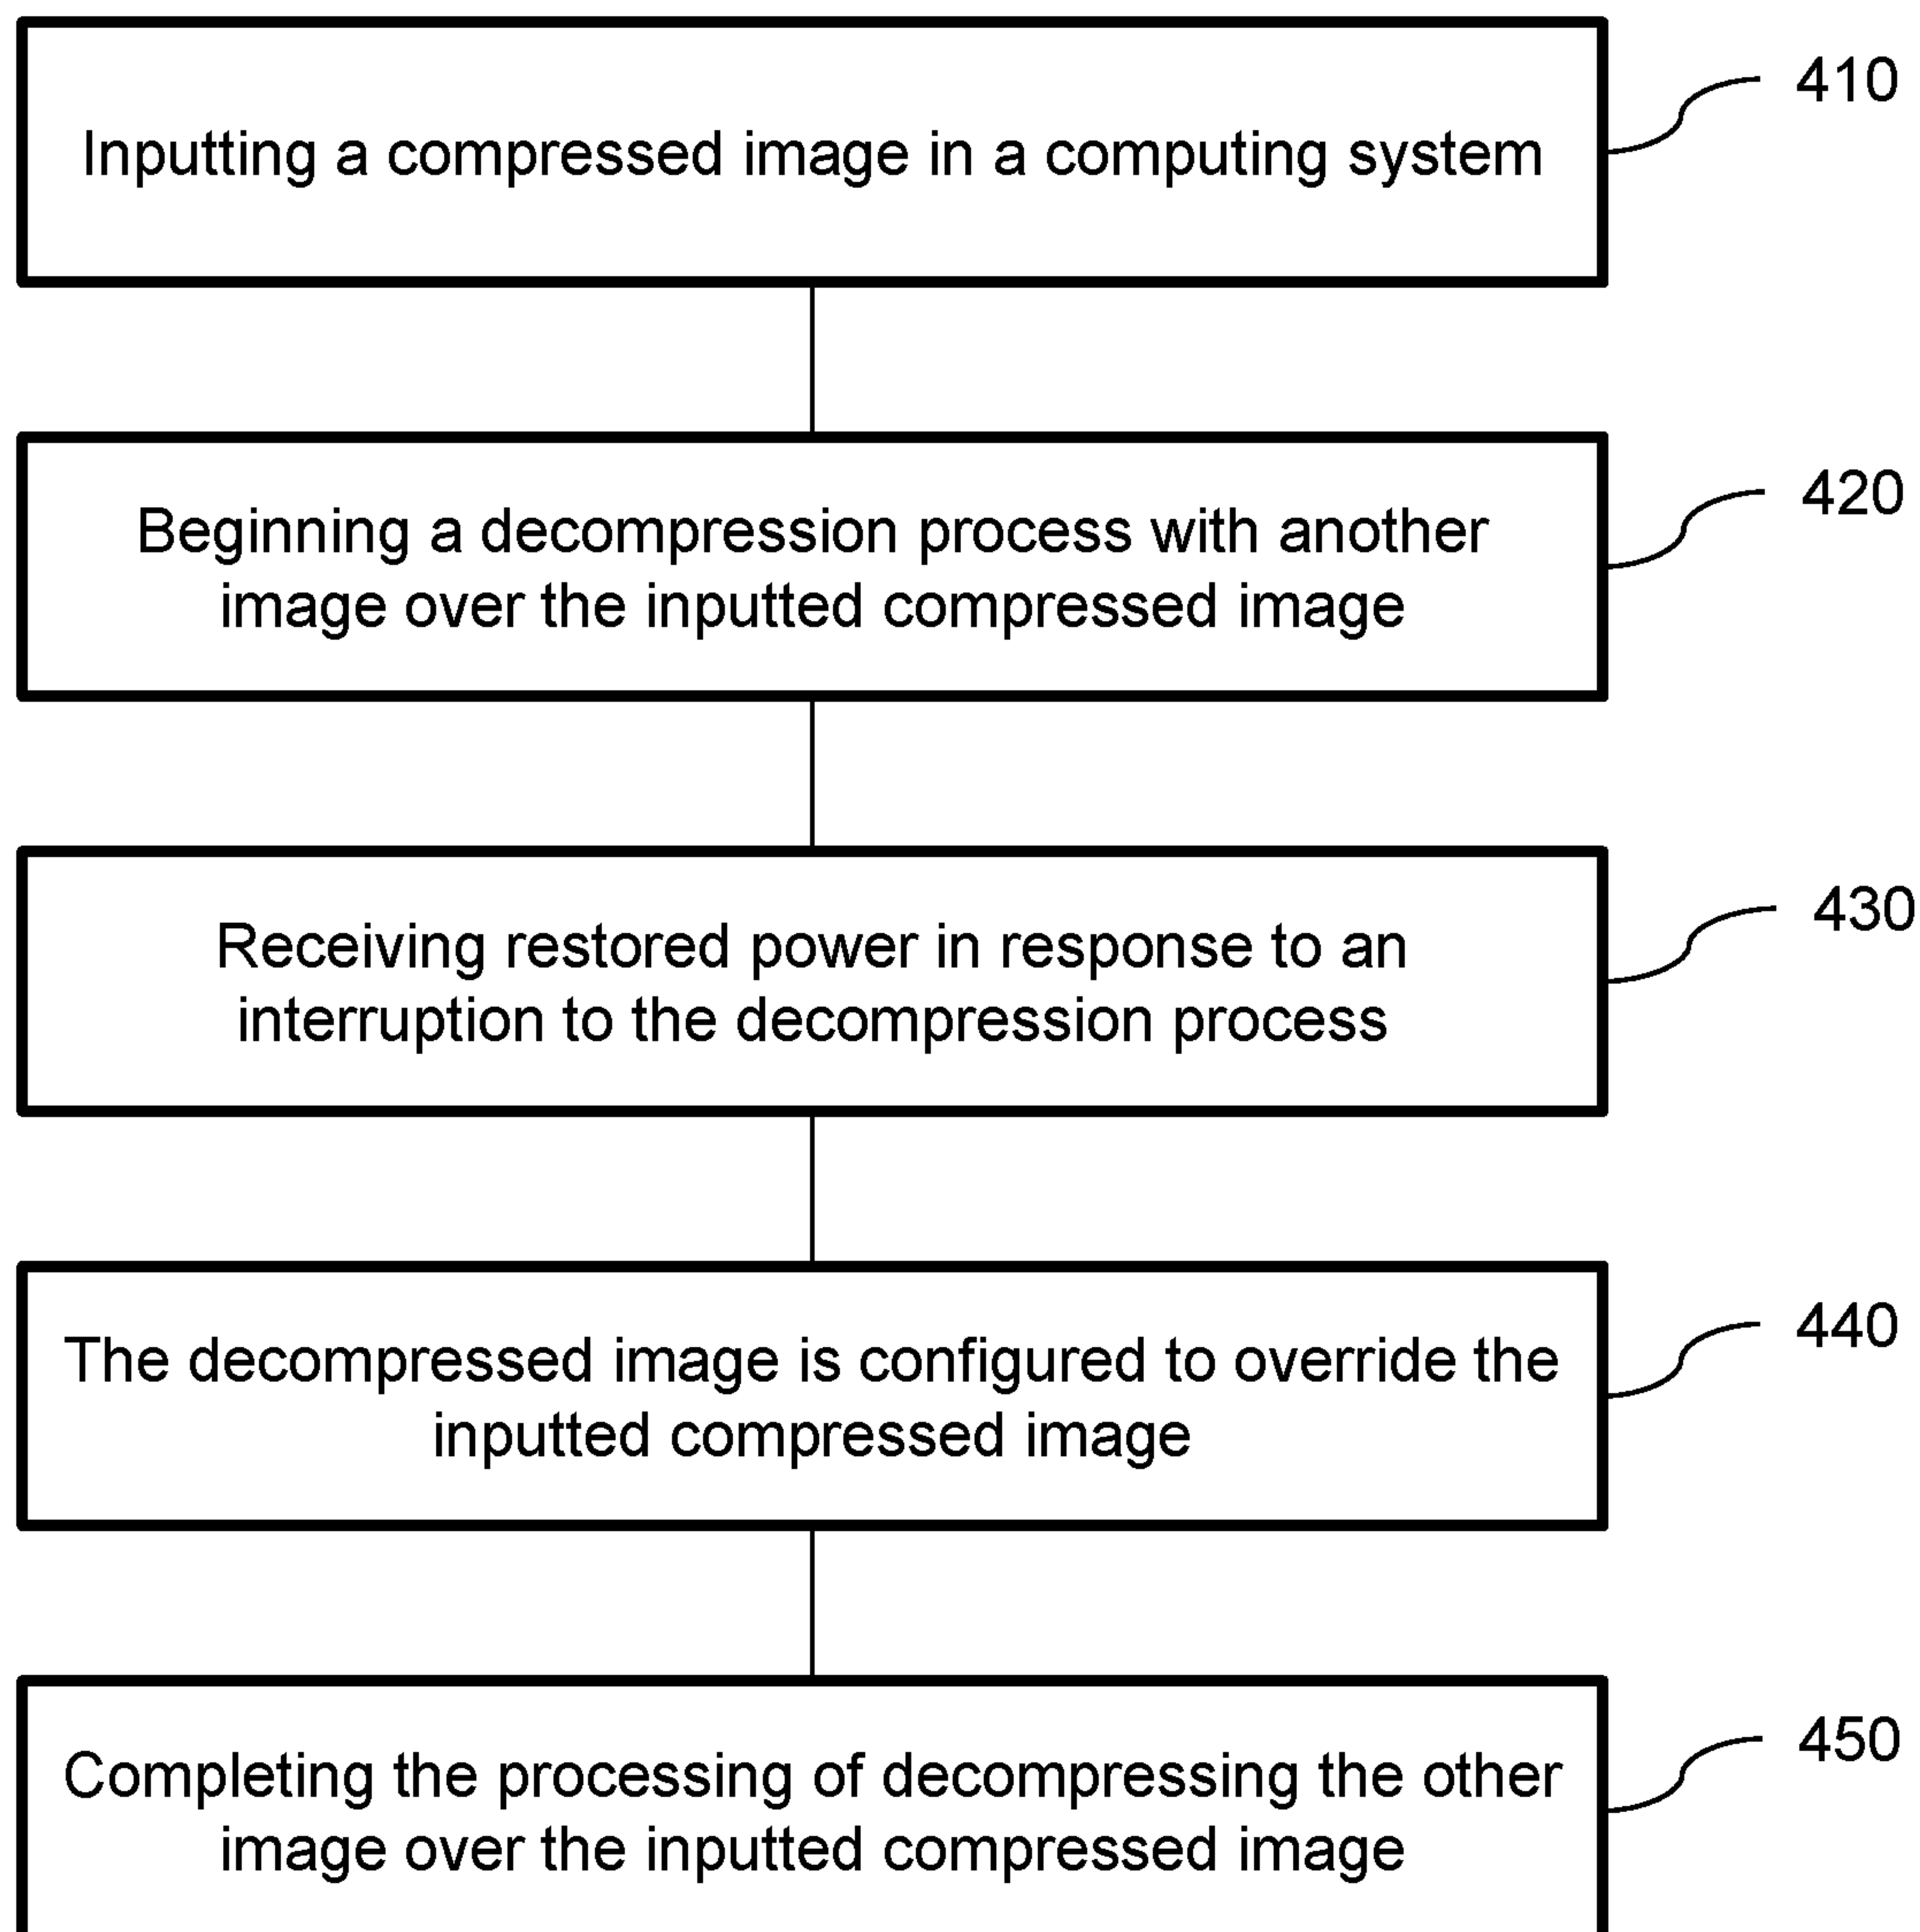 Inputting a compressed image in a computing system
410
Beginning a decompression process with another
image over the inputted compressed image
420
Receiving restored power in response to an
interruption to the decompression process
430
The decompressed image is configured to override the
inputted compressed image
440
Completing the processing of decompressing the other
image over the inputted compressed image
450